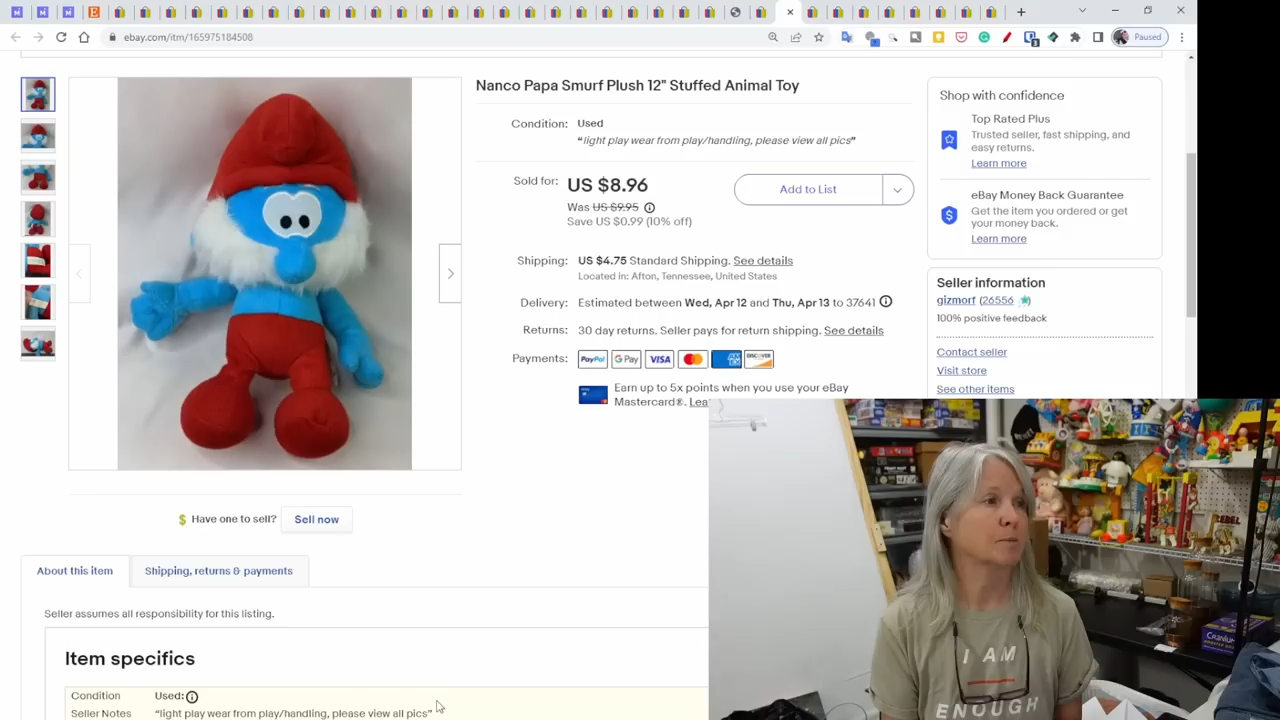 ebay.com/itm/165975184508
Paused
Nanco Papa Smurf Plush 12" Stuffed Animal Toy
Condition: Used
“light play wear from play/handling, please view all pics”
Sold for: US $8.96
Add to List
Was US $9.95
Save US $0.99 (10% off)
Shipping: US $4.75 Standard Shipping. See details
Located in: Afton, Tennessee, United States
Delivery: Estimated between Wed, Apr 12 and Thu, Apr 13 to 37641
Returns: 30 day returns. Seller pays for return shipping. See details
Payments: PayPal G Pay VISA DISCOVER
Earn up to 5x points when you use your eBay
Mastercard®.
Shop with confidence
Top Rated Plus
Trusted seller, fast shipping, and
easy returns.
Learn more
eBay Money Back Guarantee
Get the item you ordered or get
your money back.
Learn more
Seller information
gizmorf (26556)
100% positive feedback
Contact seller
Visit store
See other items
$ Have one to sell? Sell now
About this item
Shipping, returns & payments
Seller assumes all responsibility for this listing.
Item specifics
Condition Used:
Seller Notes “light play wear from play/handling, please view all pics”
I AM
ENOUGH
REBEL
CRANIUM